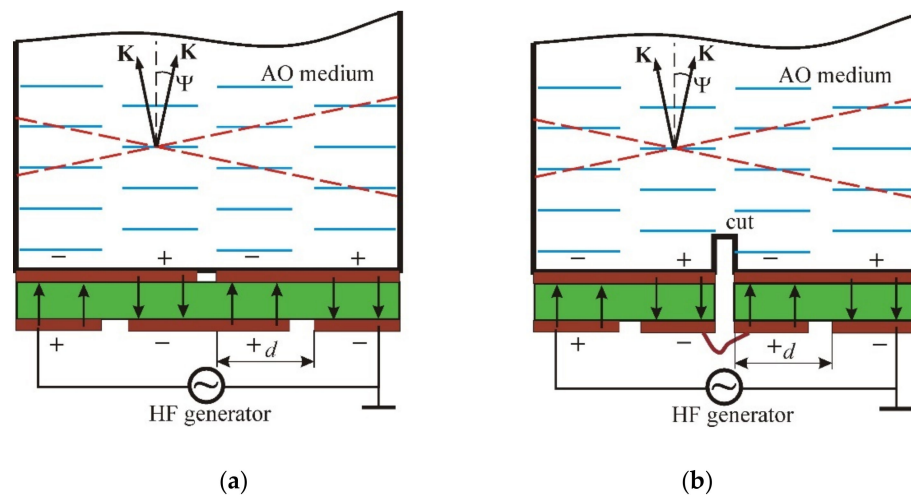 K K
Ψ
AO medium
− + − +
+ − + d −
HF generator
(a)
K K
Ψ
AO medium
cut
− + − +
+ − + d −
HF generator
(b)